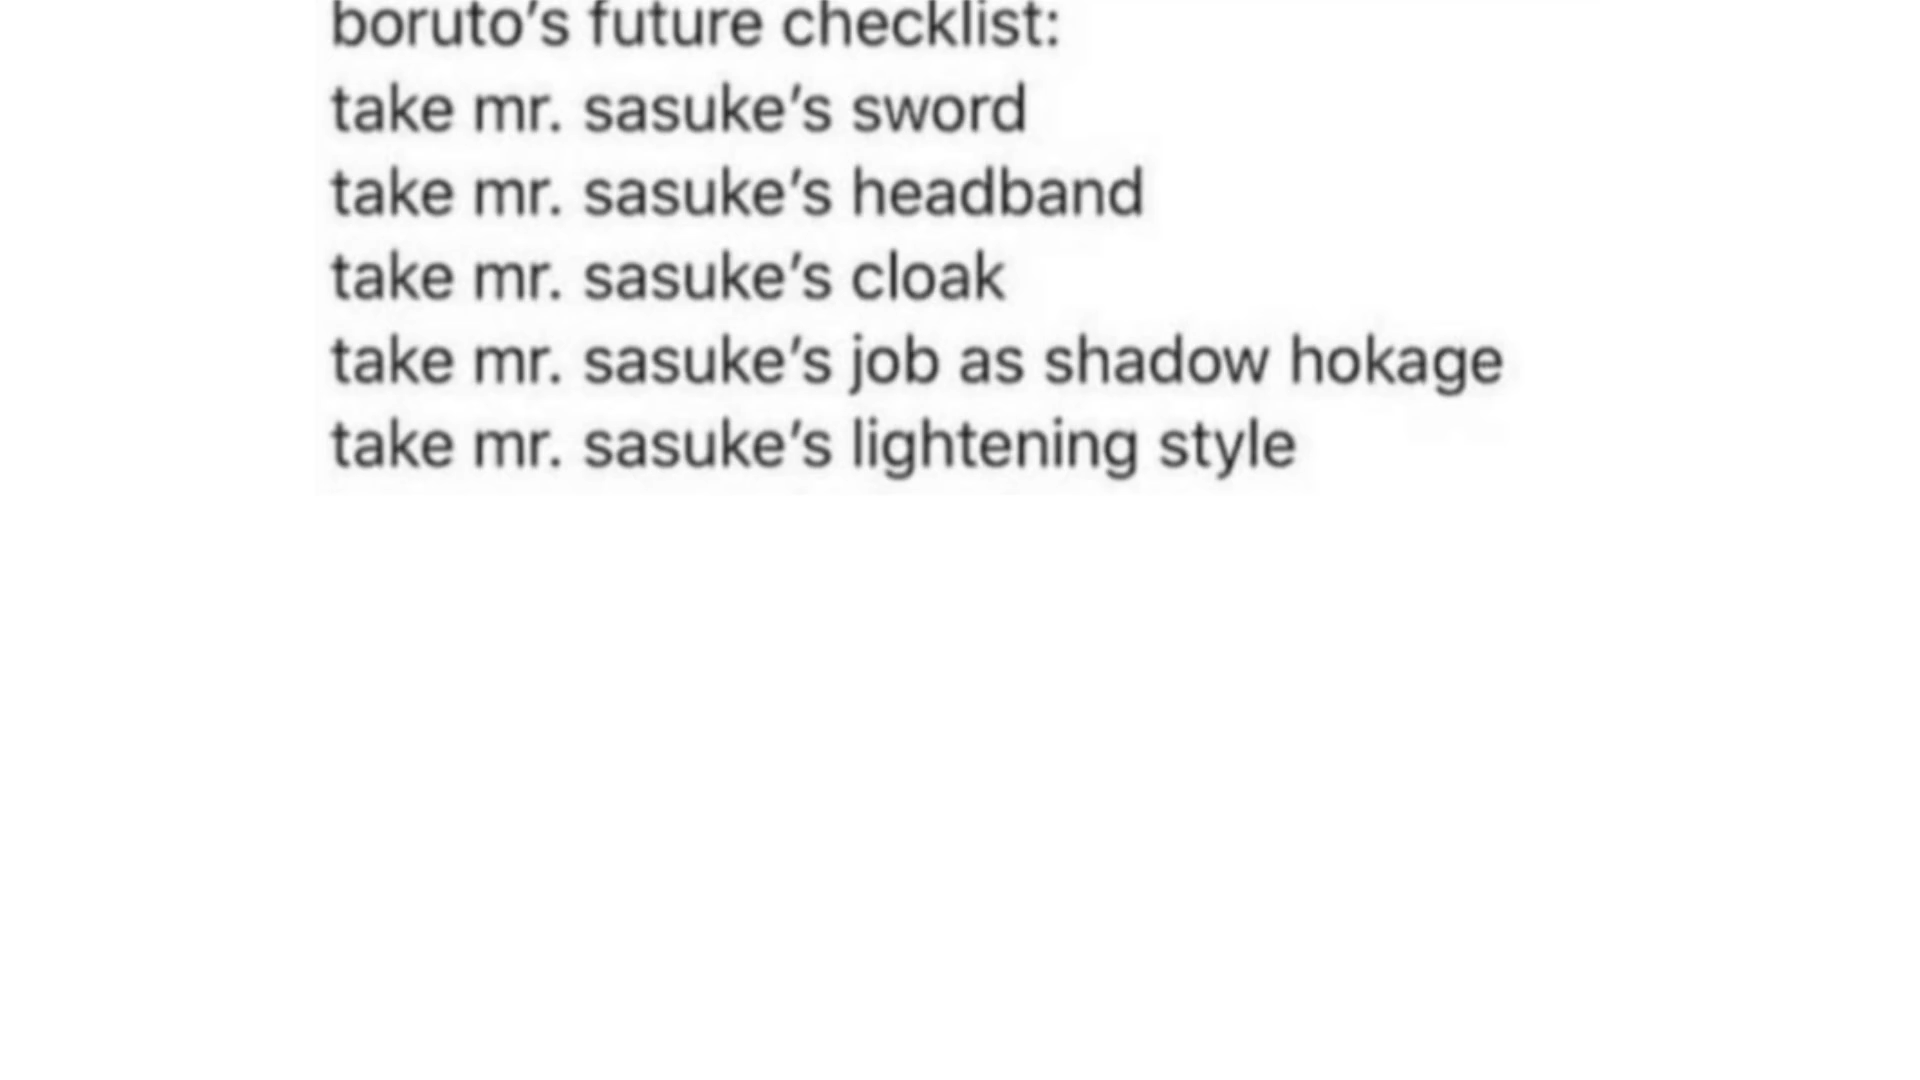 boruto's future checklist:
take mr. sasuke's sword
take mr. sasuke's headband
take mr. sasuke's cloak
take mr. sasuke's job as shadow hokage
take mr. sasuke's lightening style